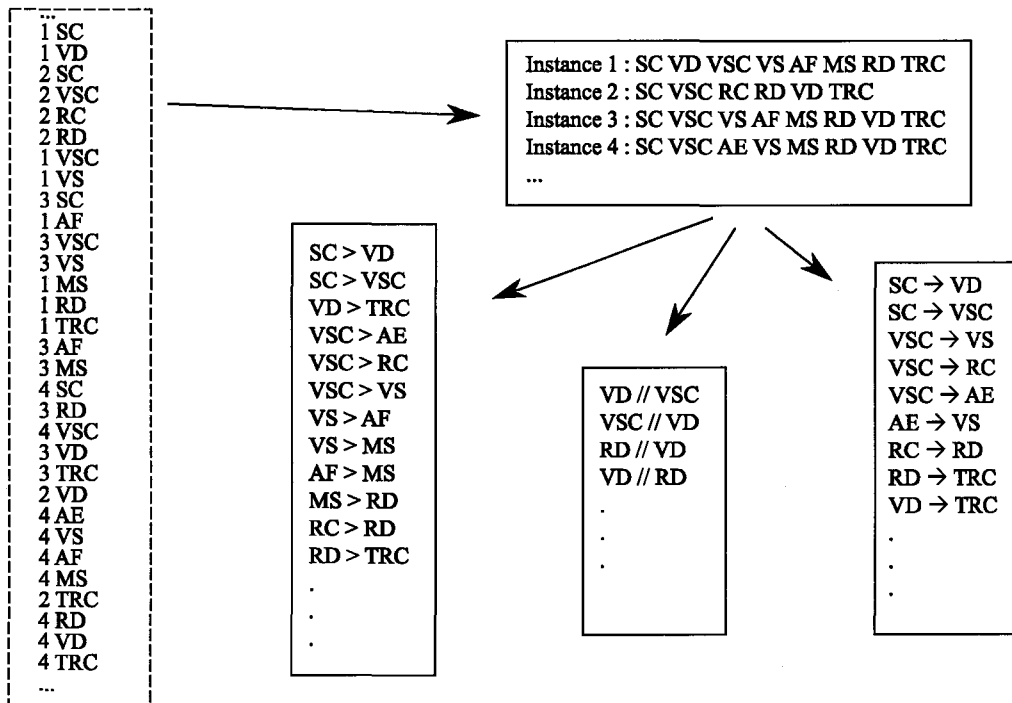 ...
1 SC
1 VD
2 SC
2 VSC
2 RC
2 RD
1 VSC
1 VS
3 SC
1 AF
3 VSC
3 VS
1 MS
1 RD
1 TRC
3 AF
3 MS
4 SC
3 RD
4 VSC
3 VD
3 TRC
2 VD
4 AE
4 VS
4 AF
4 MS
2 TRC
4 RD
4 VD
4 TRC
...
Instance 1 : SC VD VSC VS AF MS RD TRC
Instance 2 : SC VSC RC RD VD TRC
Instance 3 : SC VSC VS AF MS RD VD TRC
Instance 4 : SC VSC AE VS MS RD VD TRC
...
SC > VD
SC > VSC
VD > TRC
VSC > AE
VSC > RC
VSC > VS
VS > AF
VS > MS
AF > MS
MS > RD
RC > RD
RD > TRC
.
.
.
VD // VSC
VSC // VD
RD // VD
VD // RD
.
.
.
SC → VD
SC → VSC
VSC → VS
VSC → RC
VSC → AE
AE → VS
RC → RD
RD → TRC
VD → TRC
.
.
.